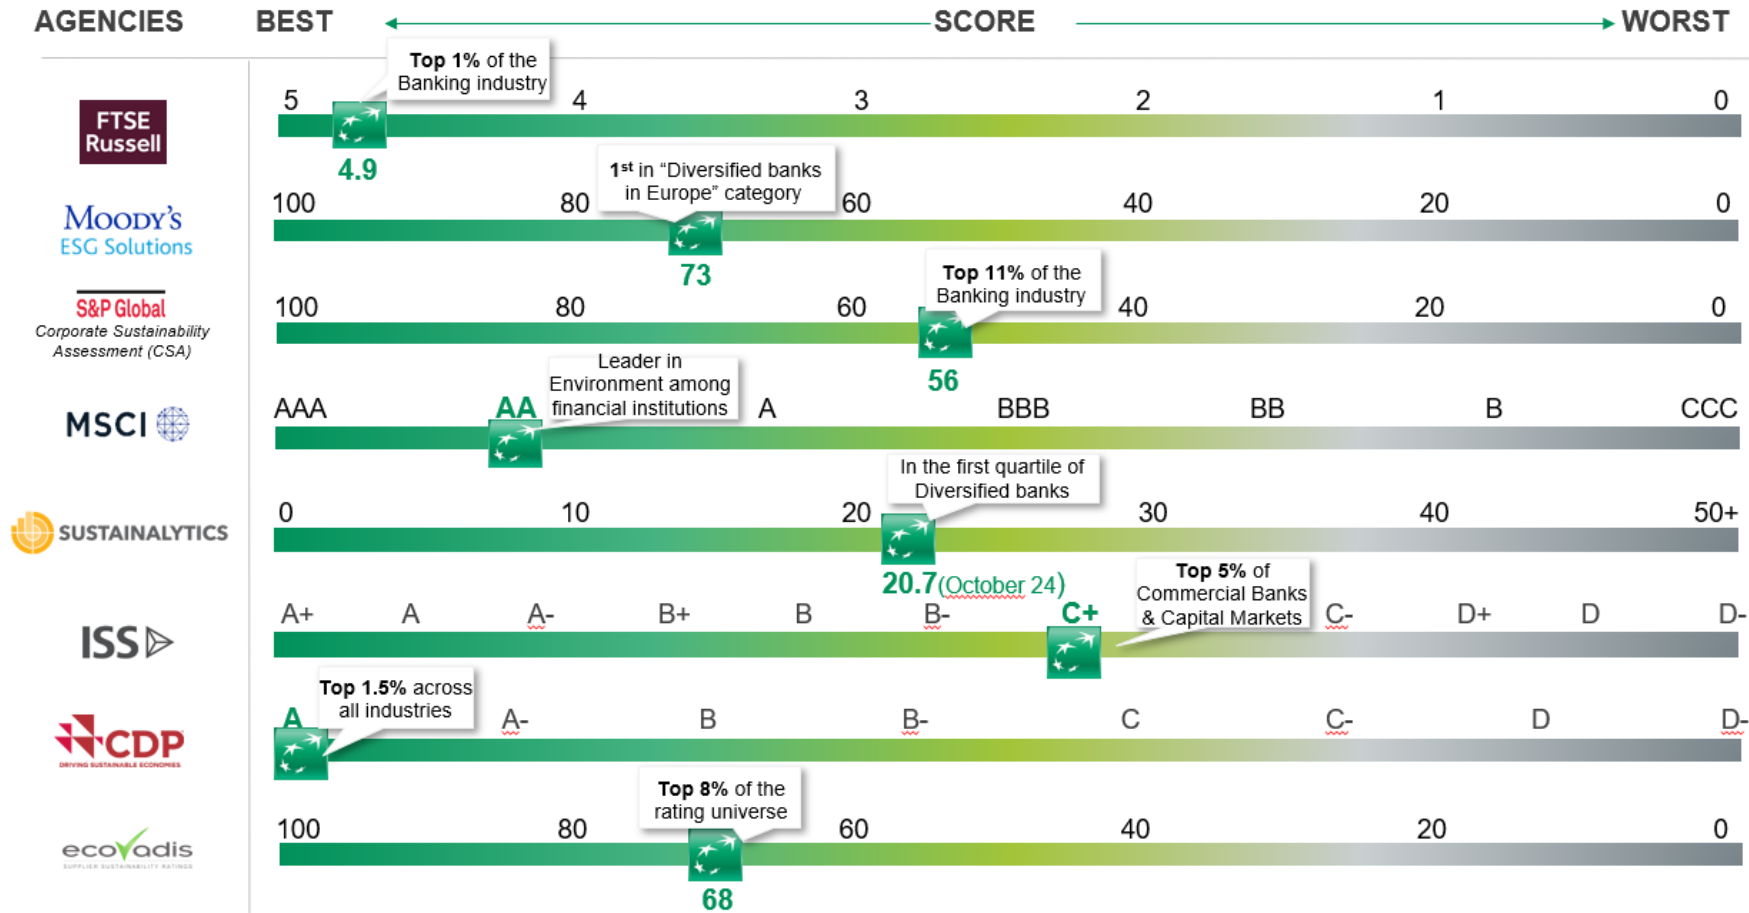 AGENCIES BEST SCORE WORST
Top 1% of the
Banking industry
5 4 3 2 1 0
FTSE
Russell
4.9
1st in “Diversified banks
in Europe” category
100 80 60 40 20 0
MOODY'S
ESG Solutions
73
Top 11% of the
Banking industry
S&P Global
Corporate Sustainability
Assessment (CSA)
100 80 60 40 20 0
56
Leader in
Environment among
financial institutions
AAA AA A BBB BB B CCC
MSCI
In the first quartile of
Diversified banks
0 10 20 30 40 50+
SUSTAINALYTICS
20.7(October 24)
Top 5% of
Commercial Banks
& Capital Markets
A+ A A- B+ B B- C+ C- D+ D D-
ISS
Top 1.5% across
all industries
A A- B B- C C- D D-
CDP
DRIVING SUSTAINABLE ECONOMIES
Top 8% of the
rating universe
100 80 60 40 20 0
ecovadis
SUPPLIER SUSTAINABILITY RATINGS
68